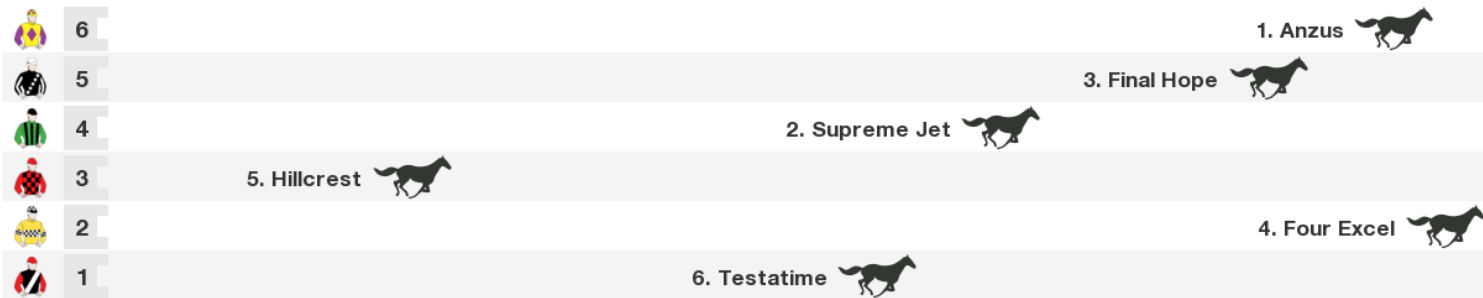 6 1. Anzus
5 3. Final Hope
4 2. Supreme Jet
3 5. Hillcrest
2 4. Four Excel
1 6. Testatime